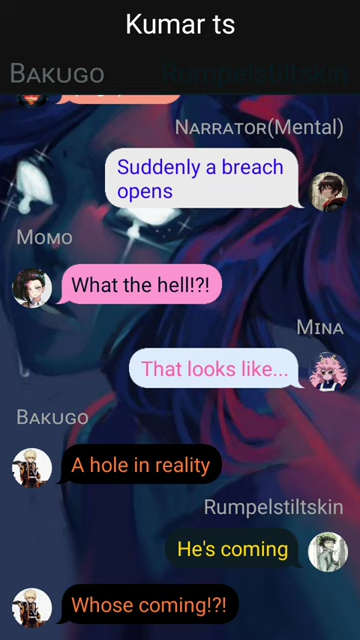 Kumar ts
Bakugo
Rumpelstiltskin
Narrator(Mental)
Suddenly a breach
opens
Momo
What the hell!?!
Mina
That looks like...
Bakugo
A hole in reality
Rumpelstiltskin
He's coming
Whose coming!?!